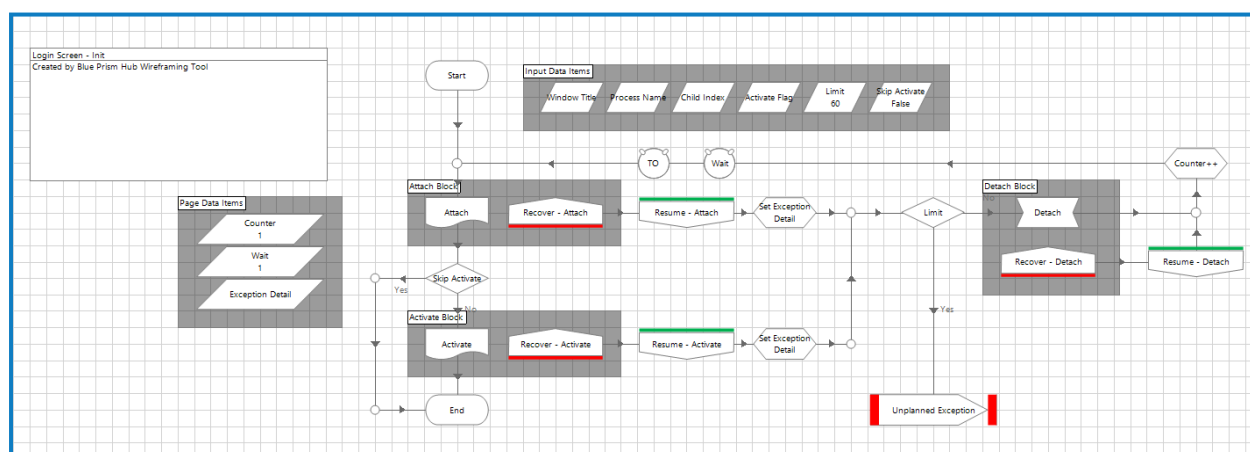 Login Screen - Init
Created by Blue Prism Hub Wireframing Tool
Start
Input Data Items
Window Title
Process Name
Child Index
Activate Flag
Limit
60
Skip Activate
False
TO
Wait
Counter++
Page Data Items
Counter
1
Wait
1
Exception Detail
Attach Block
Attach
Recover - Attach
Resume - Attach
Set Exception
Detail
Limit
No
Detach Block
Detach
Recover - Detach
Resume - Detach
Skip Activate
Yes
No
Yes
Activate Block
Activate
Recover - Activate
Resume - Activate
Set Exception
Detail
End
Unplanned Exception